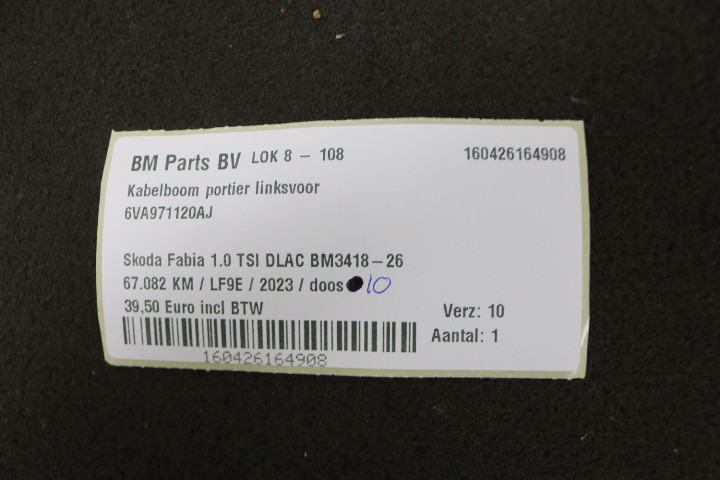 BM Parts BV LOK 8 - 108 160426164908
Kabelboom portier linksvoor
6VA971120AJ
Skoda Fabia 1.0 TSI DLAC BM3418-26
67.082 KM / LF9E / 2023 / doos 10
39,50 Euro incl BTW Verz: 10
Aantal: 1
160426164908